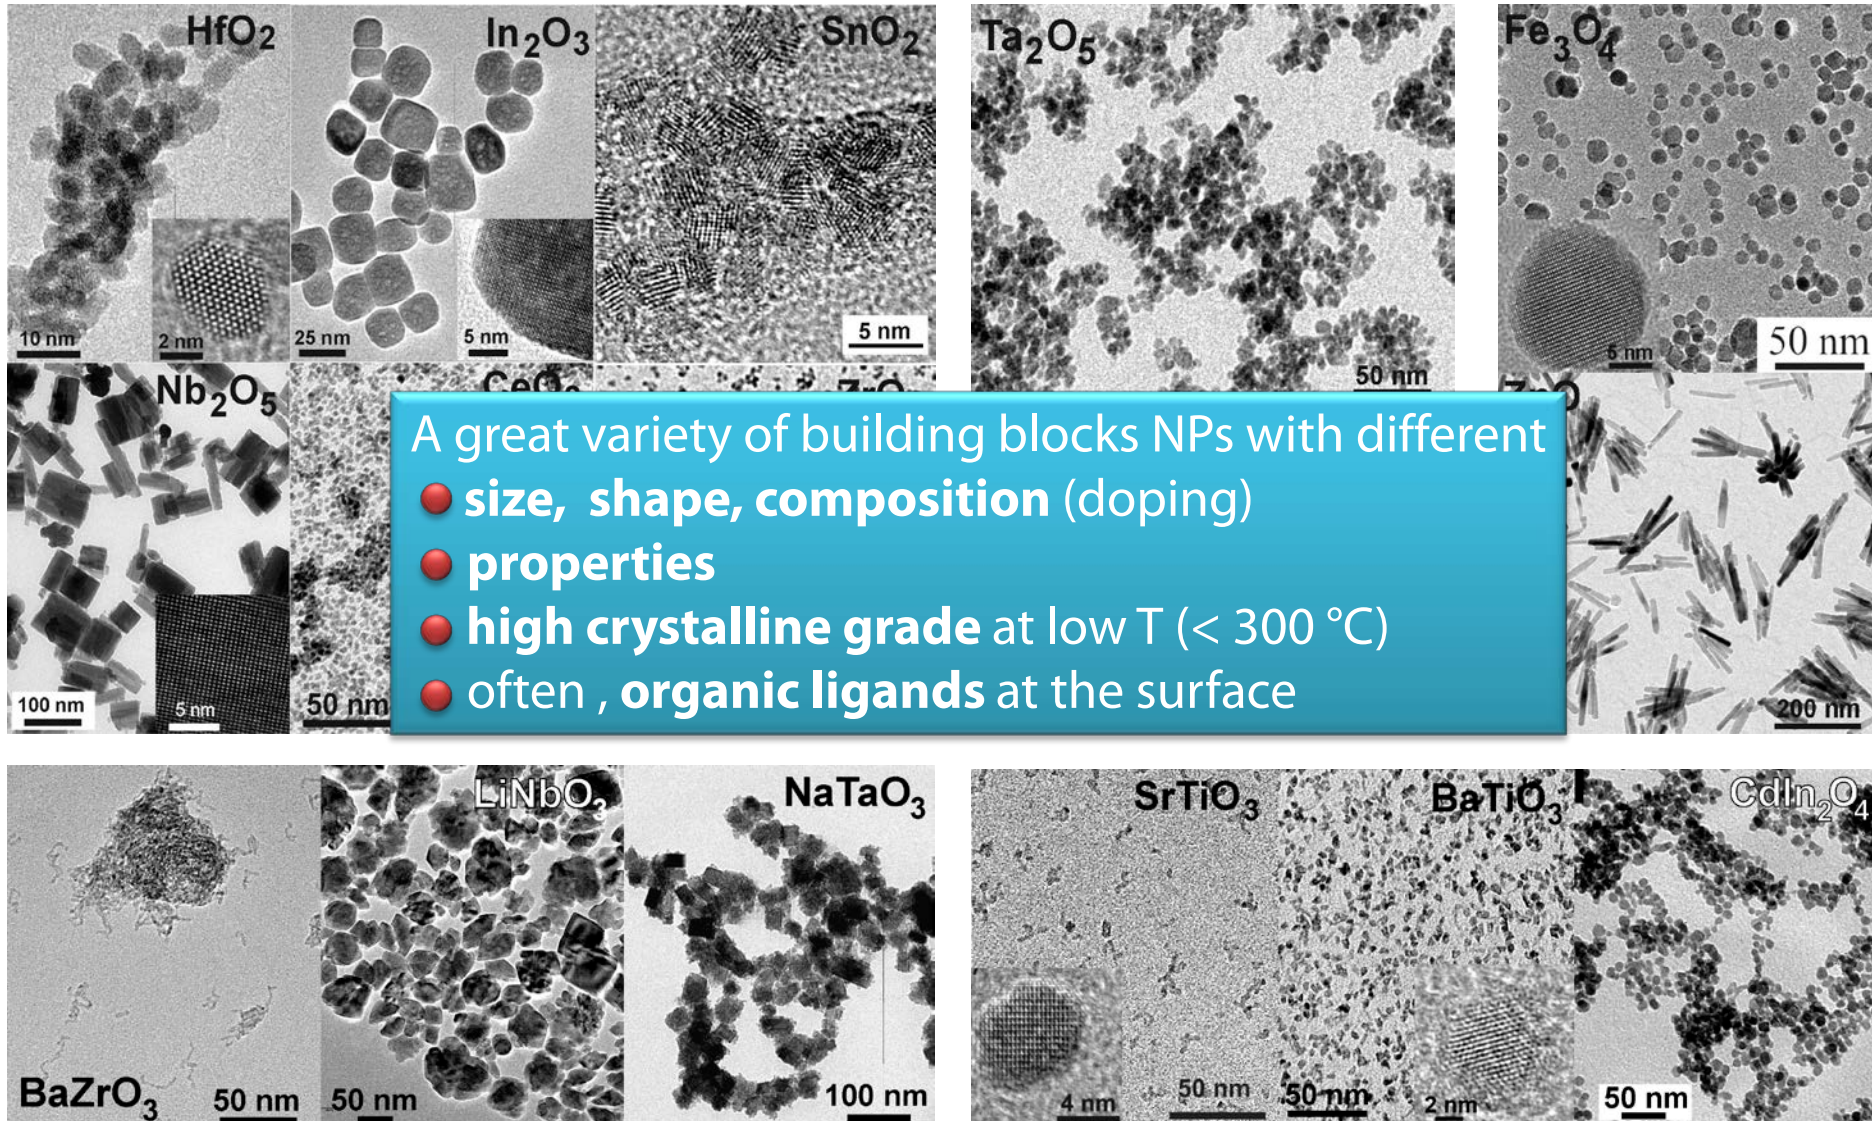 HfO₂
In₂O₃
SnO₂
Ta₂O₅
Fe₃O₄
10 nm
2 nm
25 nm
5 nm
5 nm
50 nm
5 nm
50 nm
Nb₂O₅
100 nm
5 nm
50 nm
A great variety of building blocks NPs with different
size, shape, composition (doping)
properties
high crystalline grade at low T (< 300 °C)
often , organic ligands at the surface
200 nm
BaZrO₃
50 nm
LiNbO₃
50 nm
NaTaO₃
100 nm
SrTiO₃
4 nm
50 nm
BaTiO₃
50 nm
2 nm
CdIn₂O₄
50 nm